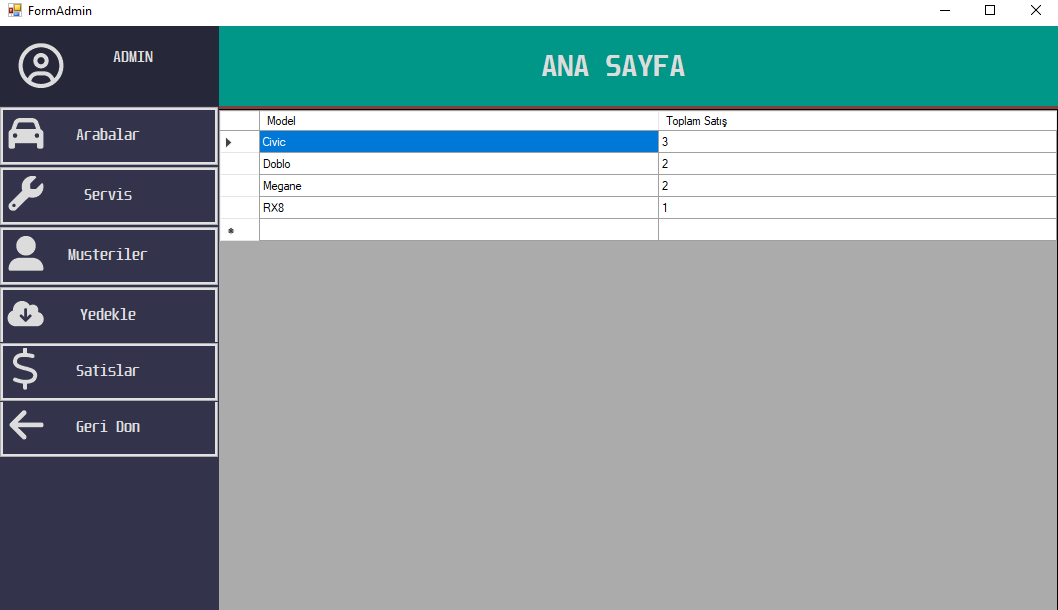 FormAdmin
ADMIN
ANA SAYFA
Arabalar
Servis
Musteriler
Yedekle
Satislar
Geri Don
Model Toplam Satış
Civic 3
Doblo 2
Megane 2
RX8 1